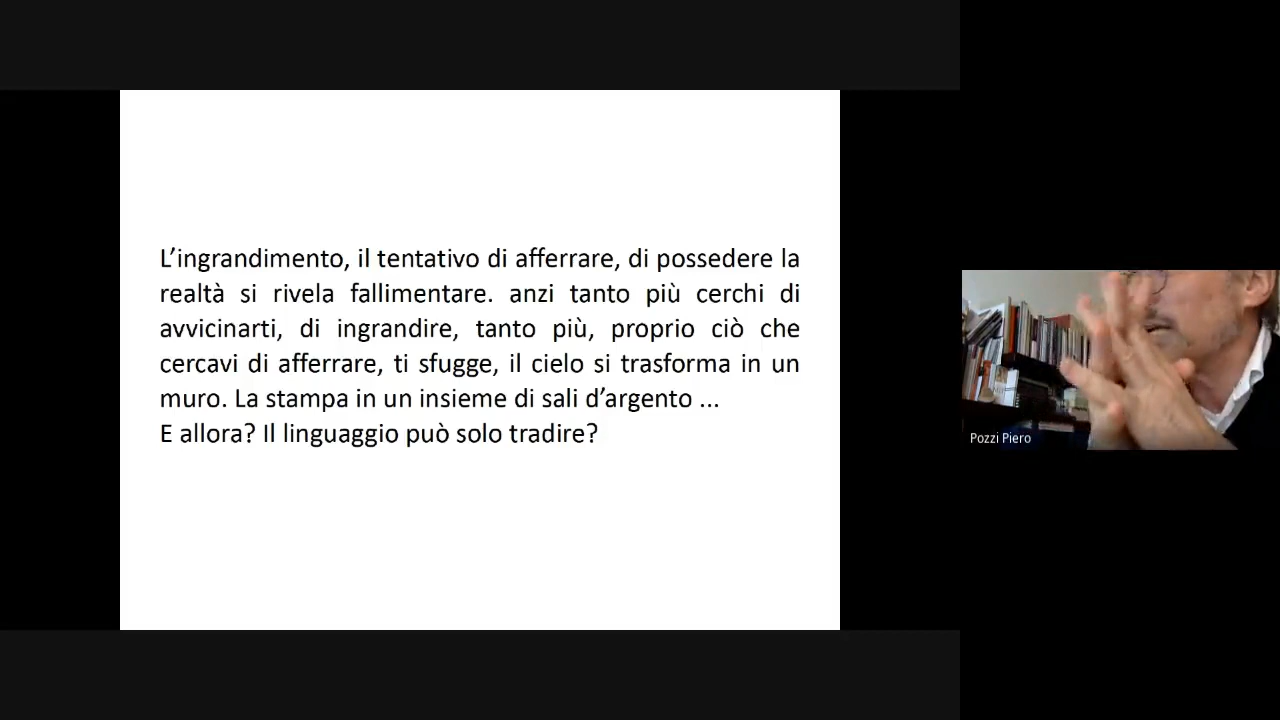 L’ingrandimento, il tentativo di afferrare, di possedere la
realtà si rivela fallimentare. anzi tanto più cerchi di
avvicinarti, di ingrandire, tanto più, proprio ciò che
cercavi di afferrare, ti sfugge, il cielo si trasforma in un
muro. La stampa in un insieme di sali d’argento ...
E allora? Il linguaggio può solo tradire?
Pozzi Piero